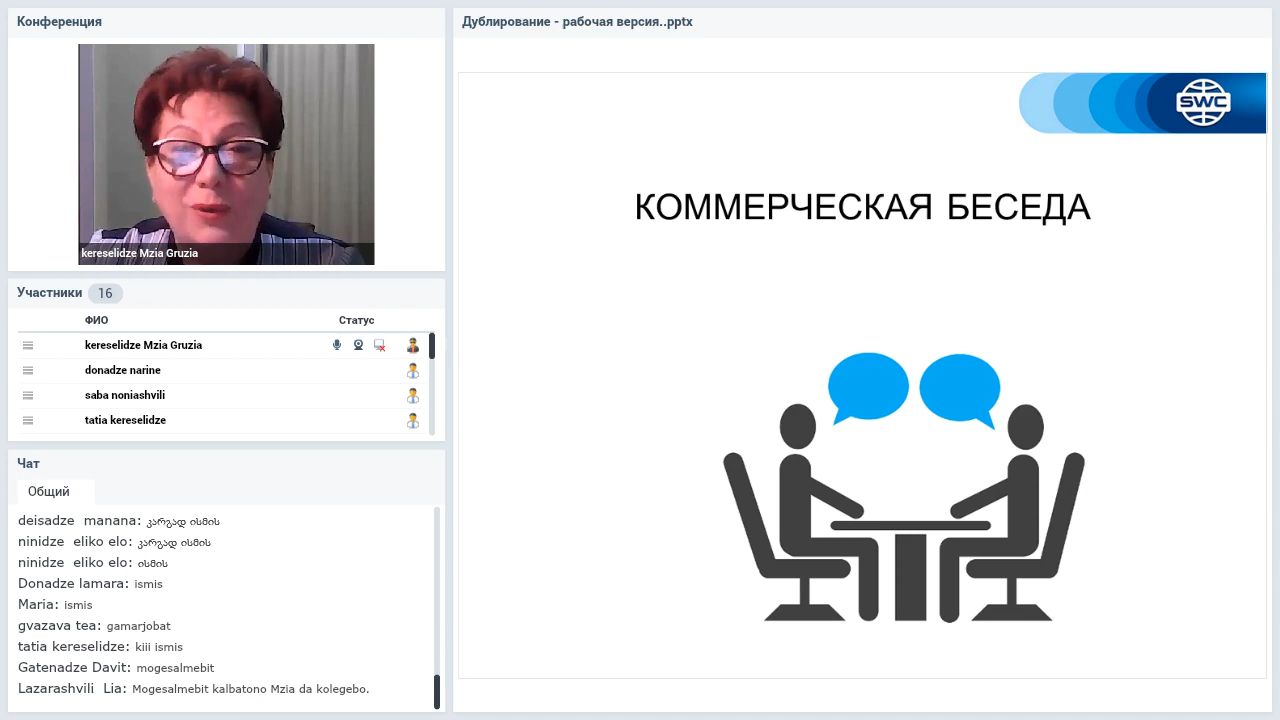 Конференция
kereselidze Mzia Gruzia
Участники 16
ФИО Статус
kereselidze Mzia Gruzia
donadze narine
saba noniashvili
tatia kereselidze
Чат
Общий
deisadze manana: კარგად ისმის
ninidze eliko elo: კარგად ისმის
ninidze eliko elo: ისმის
Donadze lamara: ismis
Maria: ismis
gvazava tea: gamarjobat
tatia kereselidze: kiii ismis
Gatenadze Davit: mogesalmebit
Lazarashvili Lia: Mogesalmebit kalbatono Mzia da kolegebo.
Дублирование - рабочая версия..pptx
SWC
КОММЕРЧЕСКАЯ БЕСЕДА